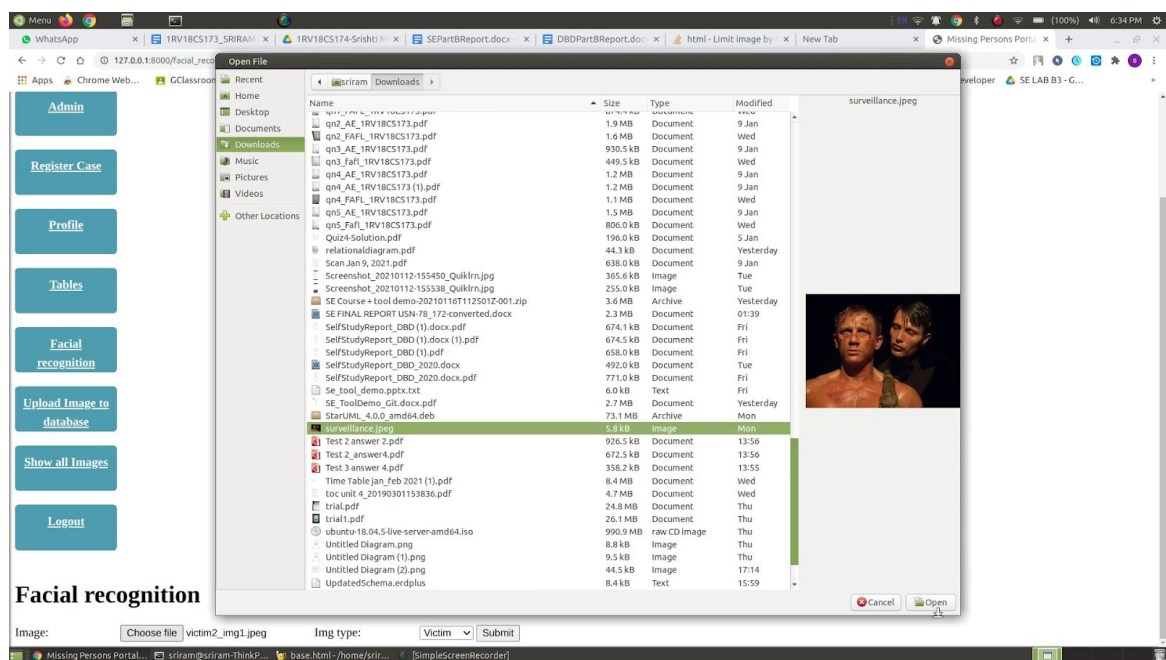 Menu
EN (100%) 6:34 PM
WhatsApp × 1RV18CS173_SRIRAM × 1RV18CS174-Srishti M × SEPartBReport.docx - × DBDPartBReport.doc × html - Limit image by × New Tab × Missing Persons Porta × +
127.0.0.1:8000/facial_reco
Apps Chrome Web... GClassroom
eveloper SE LAB B3 - G... »
Open File
Recent
Home
Desktop
Documents
Downloads
Music
Pictures
Videos
Other Locations
sriram Downloads
Name Size Type Modified
qn2_AE_1RV18CS173.pdf 1.9 MB Document 9 Jan
qn2_FAFL_1RV18CS173.pdf 1.6 MB Document Wed
qn3_AE_1RV18CS173.pdf 930.5 kB Document 9 Jan
qn3_fafl_1RV18CS173.pdf 449.5 kB Document Wed
qn4_AE_1RV18CS173.pdf 1.2 MB Document 9 Jan
qn4_AE_1RV18CS173 (1).pdf 1.2 MB Document 9 Jan
qn4_FAFL_1RV18CS173.pdf 1.1 MB Document Wed
qn5_AE_1RV18CS173.pdf 1.5 MB Document 9 Jan
qn5_Fafl_1RV18CS173.pdf 806.0 kB Document Wed
Quiz4-Solution.pdf 196.0 kB Document 5 Jan
relationaldiagram.pdf 44.3 kB Document Yesterday
Scan Jan 9, 2021.pdf 638.0 kB Document 9 Jan
Screenshot_20210112-155450_Quiklrn.jpg 365.6 kB Image Tue
Screenshot_20210112-155538_Quiklrn.jpg 255.0 kB Image Tue
SE Course + tool demo-20210116T112501Z-001.zip 3.6 MB Archive Yesterday
SE FINAL REPORT USN-78_172-converted.docx 2.3 MB Document 01:39
SelfStudyReport_DBD (1).docx.pdf 674.1 kB Document Fri
SelfStudyReport_DBD (1).docx (1).pdf 674.5 kB Document Fri
SelfStudyReport_DBD (1).pdf 658.0 kB Document Fri
SelfStudyReport_DBD_2020.docx 492.0 kB Document Tue
SelfStudyReport_DBD_2020.docx.pdf 771.0 kB Document Fri
Se_tool_demo.pptx.txt 6.0 kB Text Fri
SE_ToolDemo_Git.docx.pdf 2.7 MB Document Yesterday
StarUML_4.0.0_amd64.deb 73.1 MB Archive Mon
surveillance.jpeg 5.8 kB Image Mon
Test 2 answer 2.pdf 926.5 kB Document 13:56
Test 2_answer4.pdf 672.5 kB Document 13:56
Test 3 answer 4.pdf 358.2 kB Document 13:55
Time Table jan_feb 2021 (1).pdf 8.4 MB Document Wed
toc unit 4_20190301153836.pdf 4.7 MB Document Wed
trial.pdf 24.8 MB Document Thu
trial1.pdf 26.1 MB Document Thu
ubuntu-18.04.5-live-server-amd64.iso 990.9 MB raw CD image Thu
Untitled Diagram.png 8.8 kB Image Thu
Untitled Diagram (1).png 9.5 kB Image Thu
Untitled Diagram (2).png 44.5 kB Image 17:14
UpdatedSchema.erdplus 8.4 kB Text 15:59
surveillance.jpeg
Cancel Open
Admin
Register Case
Profile
Tables
Facial
recognition
Upload Image to
database
Show all Images
Logout
Facial recognition
Image: Choose file victim2_img1.jpeg Img type: Victim Submit
Missing Persons Portal... sriram@sriram-ThinkP... base.html - /home/srir... [SimpleScreenRecorder]